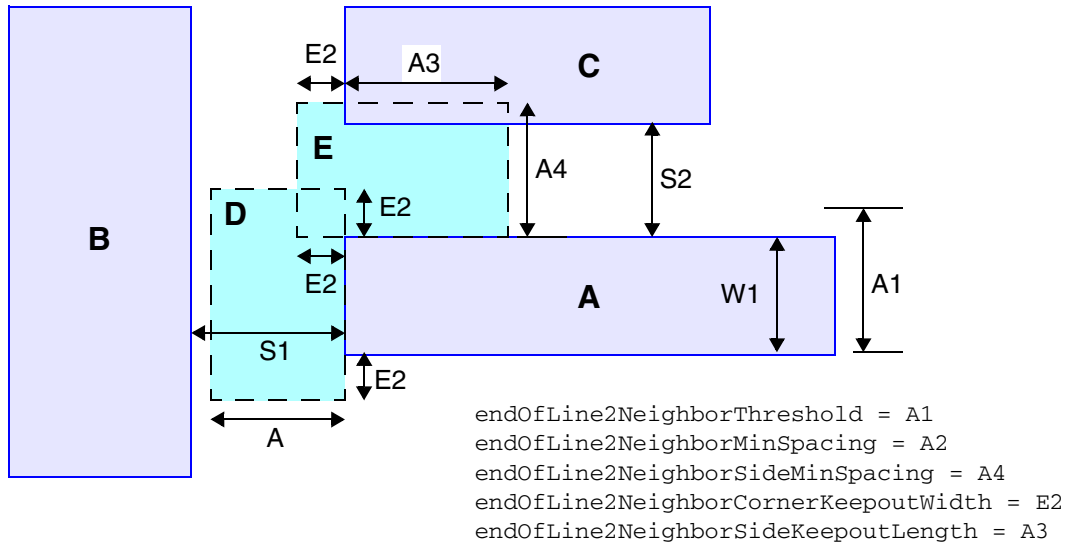 E2
A3
C
E
A4
S2
D
E2
B
E2
A
W1
A1
S1
E2
A
endOfLine2NeighborThreshold = A1
endOfLine2NeighborMinSpacing = A2
endOfLine2NeighborSideMinSpacing = A4
endOfLine2NeighborCornerKeepoutWidth = E2
endOfLine2NeighborSideKeepoutLength = A3